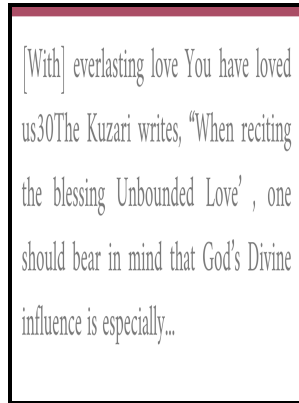 [With] everlasting love You have loved
us30The Kuzari writes, “When reciting
the blessing Unbounded Love’ , one
should bear in mind that God’s Divine
influence is especially...